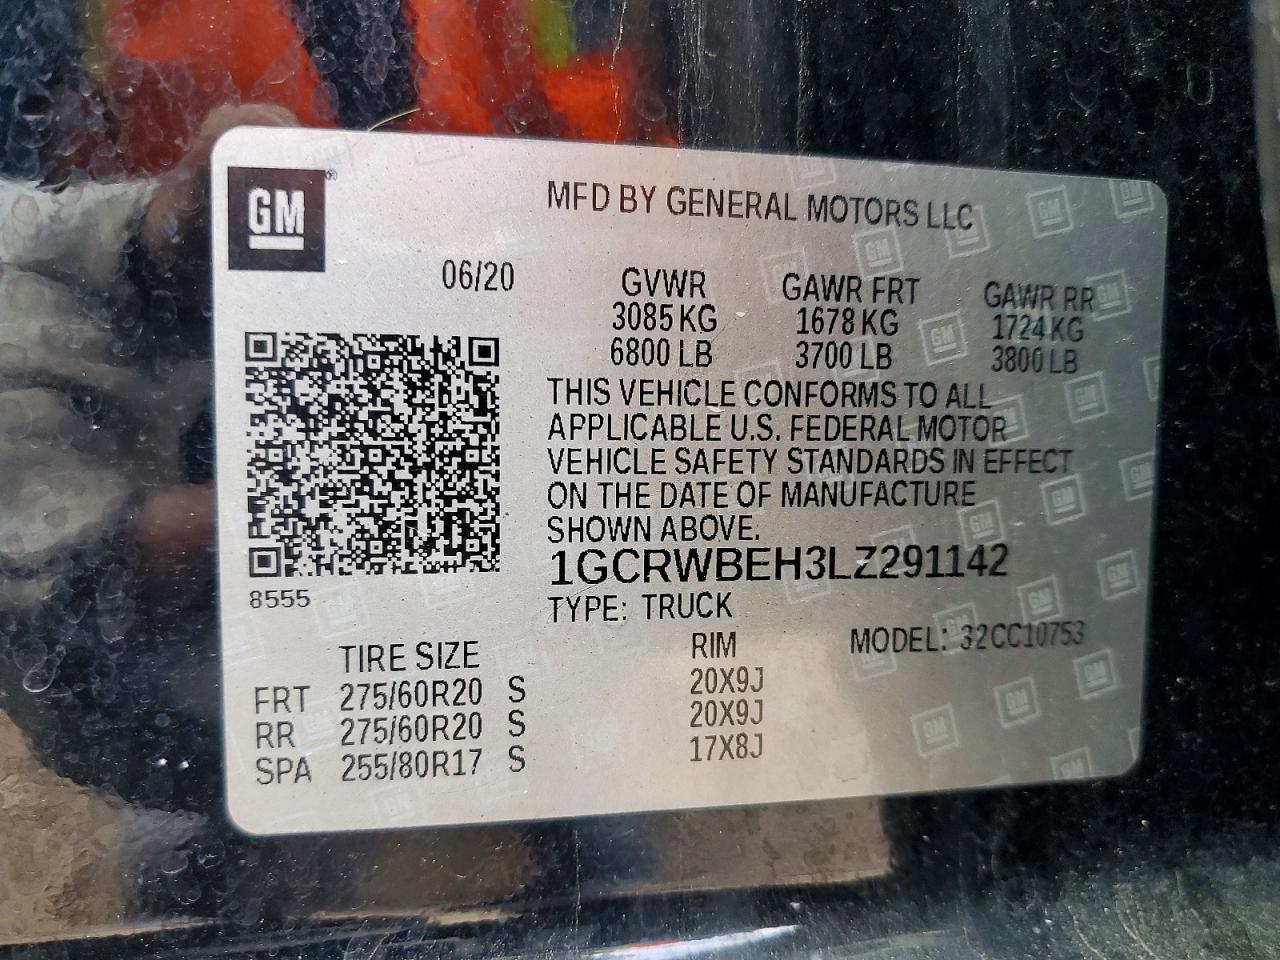 GM
MFD BY GENERAL MOTORS LLC
06/20 GVWR GAWR FRT GAWR RR
3085 KG 1678 KG 1724 KG
6800 LB 3700 LB 3800 LB
THIS VEHICLE CONFORMS TO ALL
APPLICABLE U.S. FEDERAL MOTOR
VEHICLE SAFETY STANDARDS IN EFFECT
ON THE DATE OF MANUFACTURE
SHOWN ABOVE.
1GCRWBEH3LZ291142
8555
TYPE: TRUCK
MODEL: 32CC10753
TIRE SIZE RIM
FRT 275/60R20 S 20X9J
RR 275/60R20 S 20X9J
SPA 255/80R17 S 17X8J